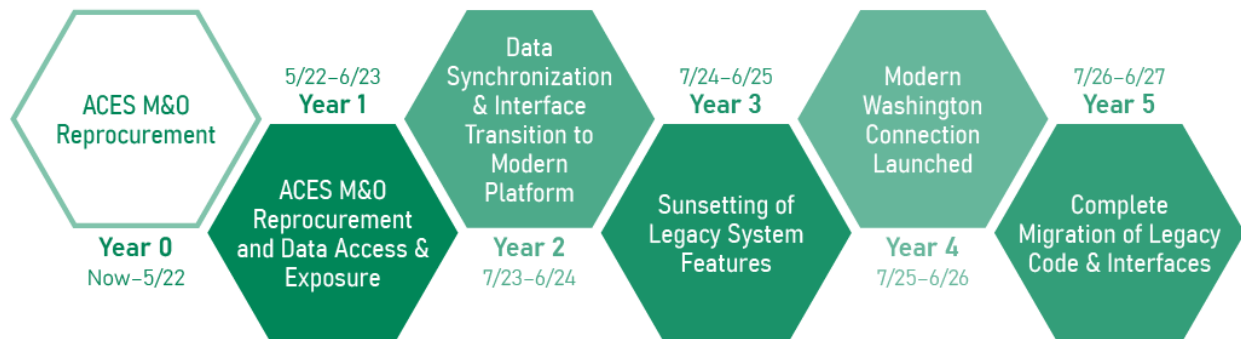 ACES M&O
Reprocurement
Year 0
Now–5/22
5/22–6/23
Year 1
ACES M&O
Reprocurement
and Data Access &
Exposure
Data
Synchronization
& Interface
Transition to
Modern
Platform
Year 2
7/23–6/24
7/24–6/25
Year 3
Sunsetting of
Legacy System
Features
Modern
Washington
Connection
Launched
Year 4
7/25–6/26
7/26–6/27
Year 5
Complete
Migration of Legacy
Code & Interfaces